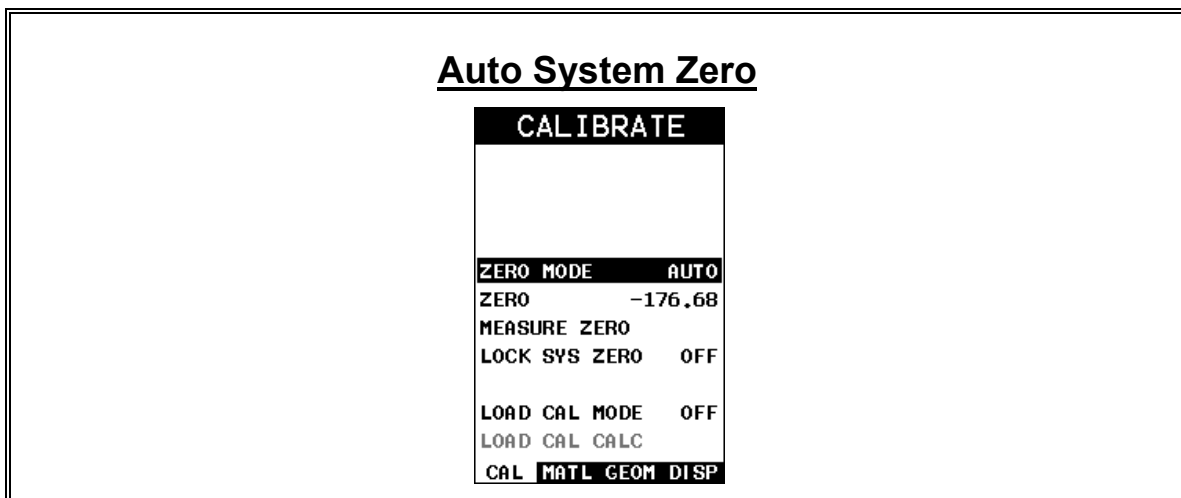 Auto System Zero
CALIBRATE
ZERO MODE AUTO
ZERO -176.68
MEASURE ZERO
LOCK SYS ZERO OFF
LOAD CAL MODE OFF
LOAD CAL CALC
CAL MATL GEOM DISP